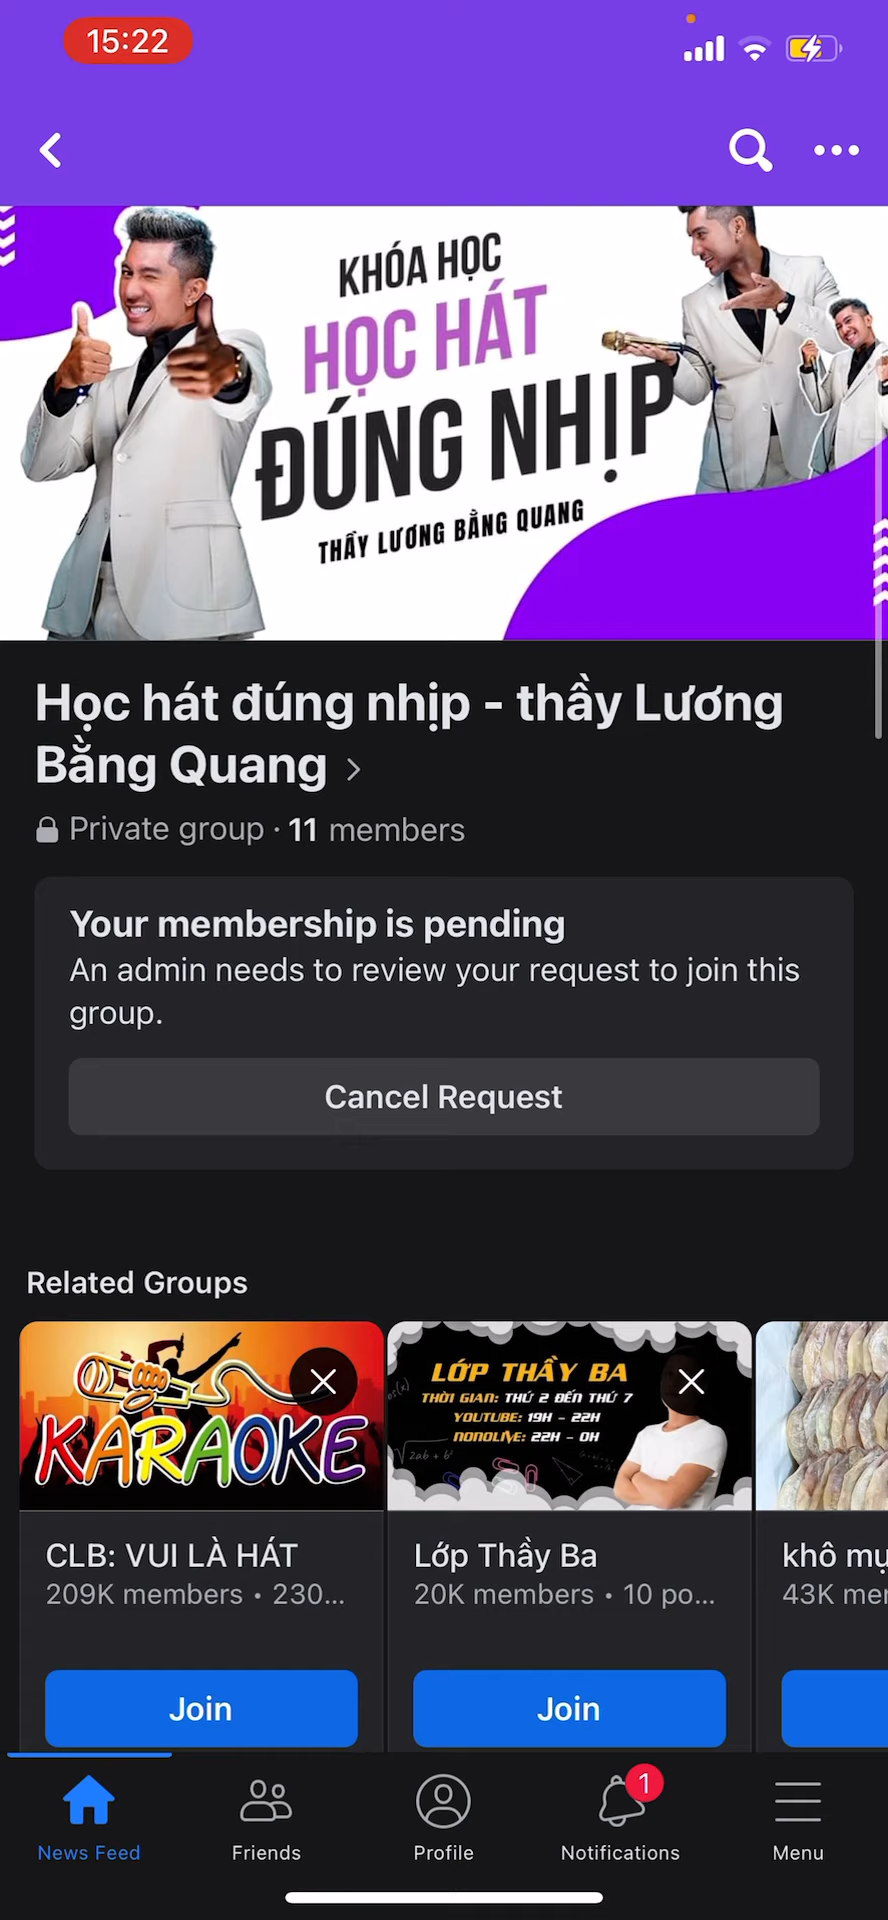 15:22
KHÓA HỌC
HỌC HÁT
ĐÚNG NHỊP
THẦY LƯƠNG BẰNG QUANG
Học hát đúng nhịp - thầy Lương
Bằng Quang
Private group · 11 members
Your membership is pending
An admin needs to review your request to join this
group.
Cancel Request
Related Groups
KARAOKE
LỚP THẦY BA
THỜI GIAN: THỨ 2 ĐẾN THỨ 7
YOUTUBE: 19H - 22H
NONOLIVE: 22H - 0H
CLB: VUI LÀ HÁT
209K members • 230...
Lớp Thầy Ba
20K members • 10 po...
khô mự
43K mer
Join
Join
1
News Feed
Friends
Profile
Notifications
Menu